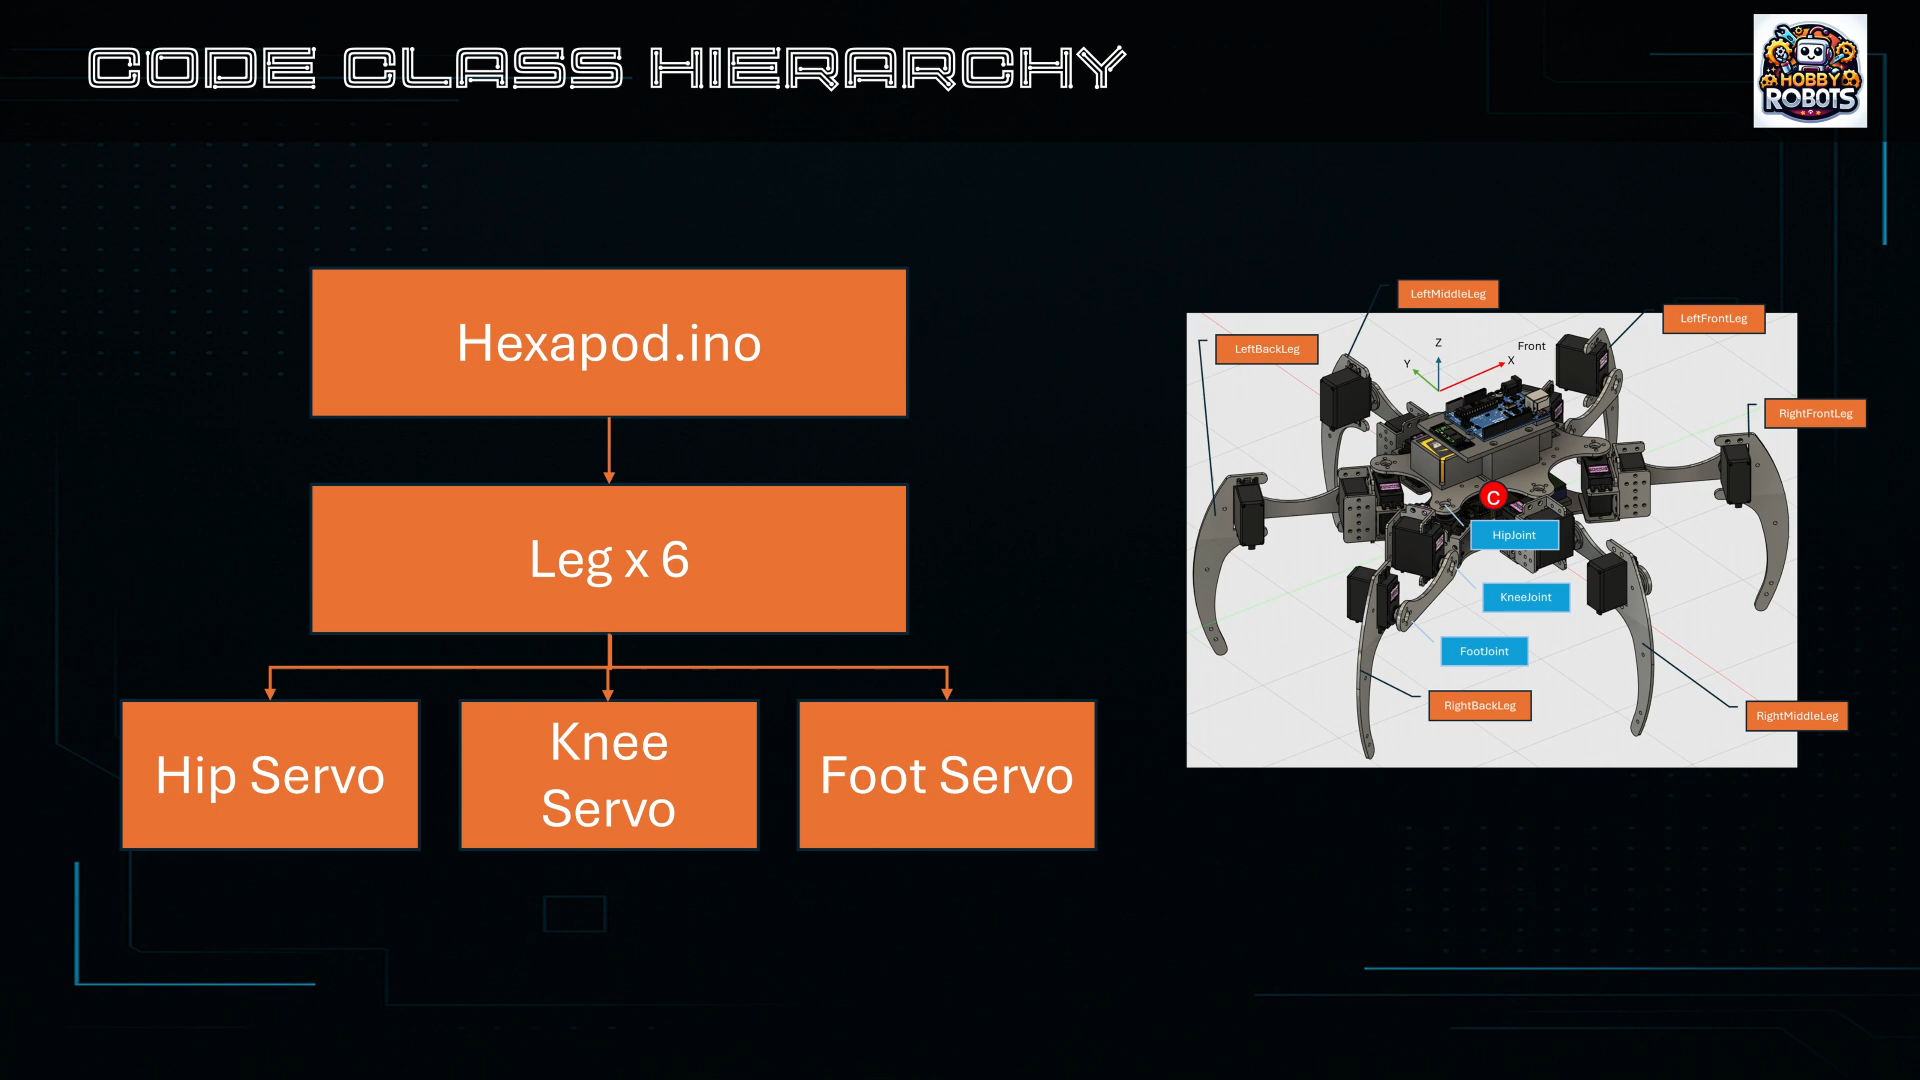 CODE CLASS HIERARCHY
HOBBY
ROBOTS
Hexapod.ino
Leg x 6
Hip Servo
Knee
Servo
Foot Servo
LeftMiddleLeg
LeftFrontLeg
LeftBackLeg
Z
Front
Y
X
RightFrontLeg
C
HipJoint
KneeJoint
FootJoint
RightBackLeg
RightMiddleLeg